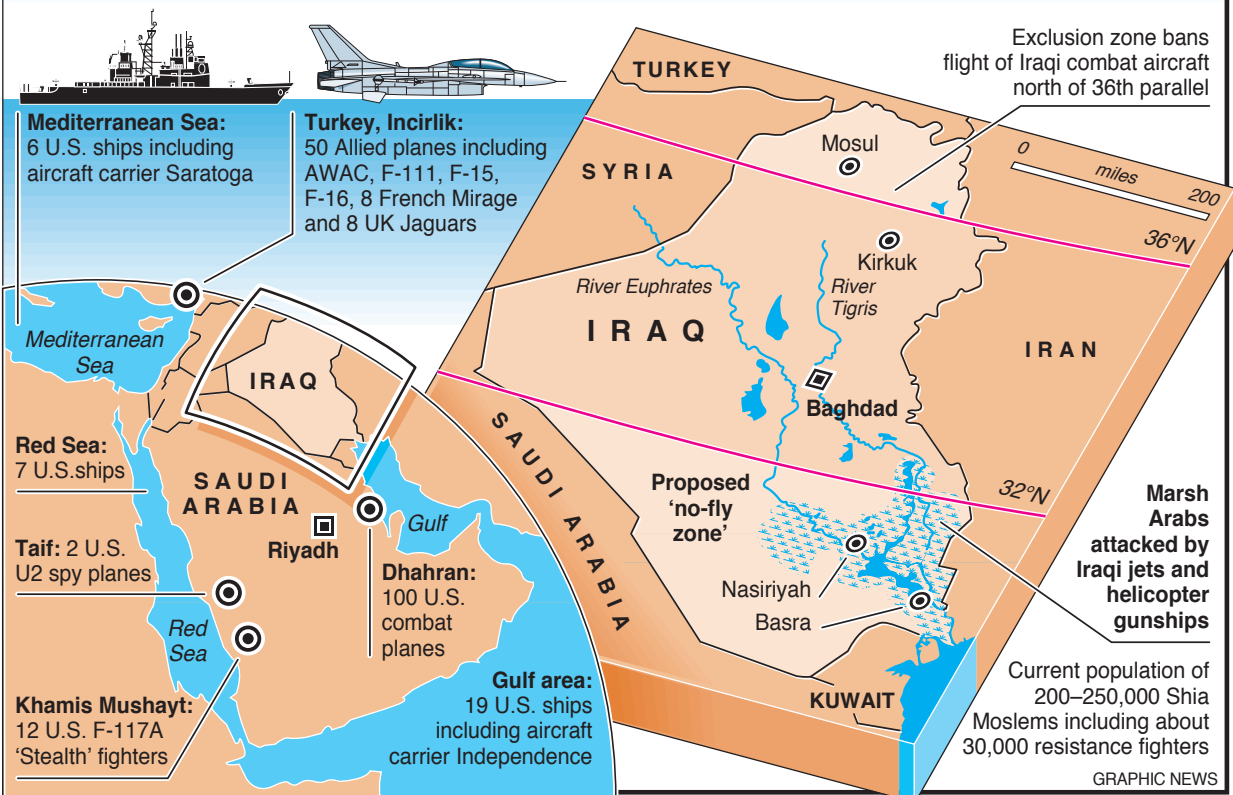 Mediterranean Sea:
6 U.S. ships including
aircraft carrier Saratoga
Turkey, Incirlik:
50 Allied planes including
AWAC, F-111, F-15,
F-16, 8 French Mirage
and 8 UK Jaguars
Mediterranean
Sea
IRAQ
Red Sea:
7 U.S.ships
SAUDI
ARABIA
Riyadh
Gulf
Taif: 2 U.S.
U2 spy planes
Red
Sea
Dhahran:
100 U.S.
combat
planes
Khamis Mushayt:
12 U.S. F-117A
‘Stealth’ fighters
Gulf area:
19 U.S. ships
including aircraft
carrier Independence
Exclusion zone bans
flight of Iraqi combat aircraft
north of 36th parallel
TURKEY
Mosul
0
miles
200
SYRIA
36°N
Kirkuk
River Euphrates
River
Tigris
IRAQ
IRAN
Baghdad
SAUDI ARABIA
32°N
Proposed
‘no-fly
zone’
Nasiriyah
Basra
KUWAIT
Marsh
Arabs
attacked by
Iraqi jets and
helicopter
gunships
Current population of
200–250,000 Shia
Moslems including about
30,000 resistance fighters
GRAPHIC NEWS